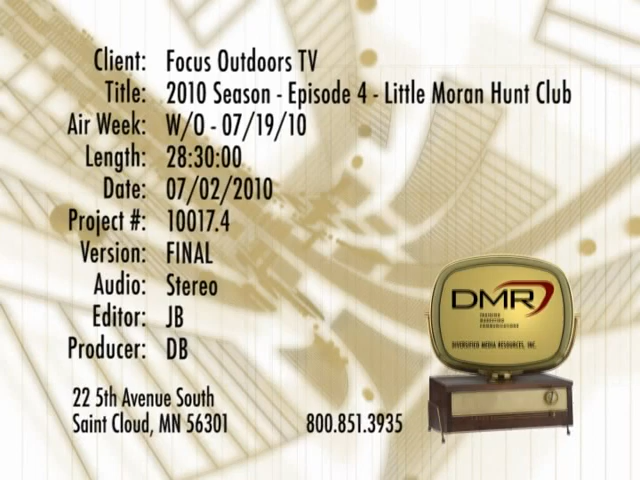 Client: Focus Outdoors TV
Title: 2010 Season - Episode 4 - Little Moran Hunt Club
Air Week: W/O - 07/19/10
Length: 28:30:00
Date: 07/02/2010
Project #: 10017.4
Version: FINAL
Audio: Stereo
Editor: JB
Producer: DB
22 5th Avenue South
Saint Cloud, MN 56301 800.851.3935
DMR
DIVERSIFIED MEDIA RESOURCES, INC.